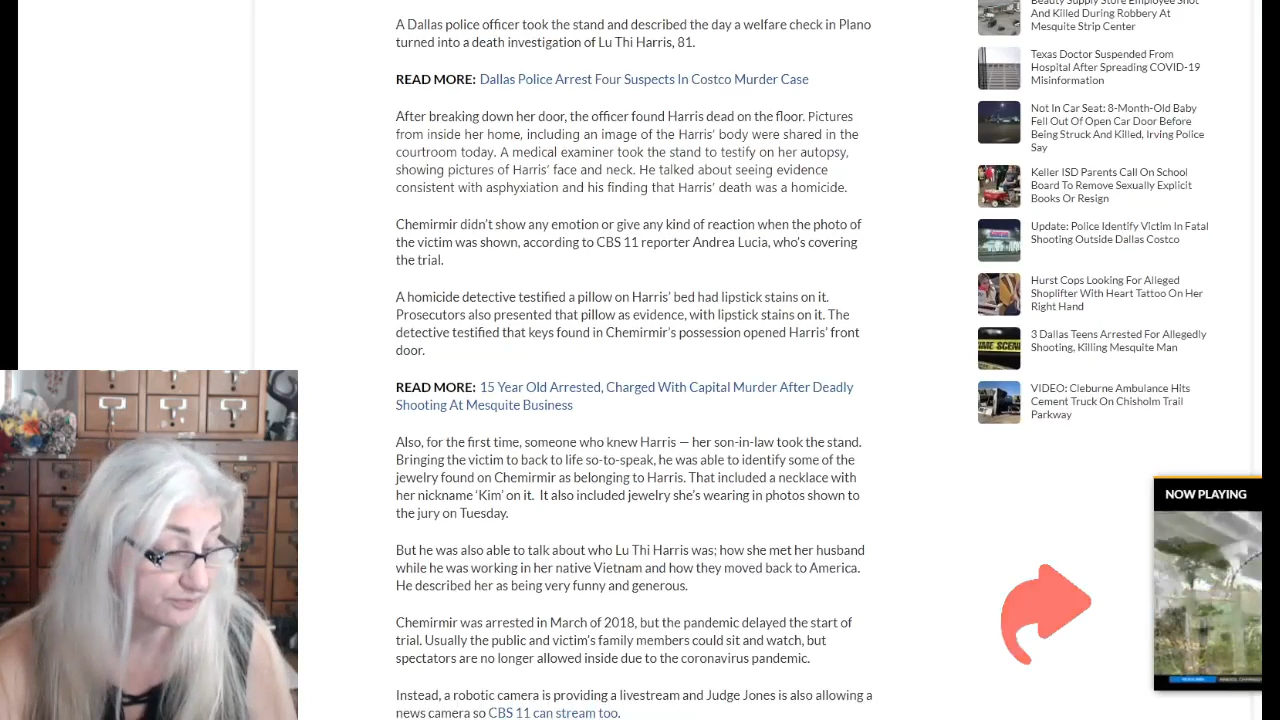 A Dallas police officer took the stand and described the day a welfare check in Plano
turned into a death investigation of Lu Thi Harris, 81.
READ MORE: Dallas Police Arrest Four Suspects In Costco Murder Case
After breaking down her door, the officer found Harris dead on the floor. Pictures
from inside her home, including an image of the Harris' body were shared in the
courtroom today. A medical examiner took the stand to testify on her autopsy,
showing pictures of Harris' face and neck. He talked about seeing evidence
consistent with asphyxiation and his finding that Harris' death was a homicide.
Chemirmir didn't show any emotion or give any kind of reaction when the photo of
the victim was shown, according to CBS 11 reporter Andrea Lucia, who's covering
the trial.
A homicide detective testified a pillow on Harris' bed had lipstick stains on it.
Prosecutors also presented that pillow as evidence, with lipstick stains on it. The
detective testified that keys found in Chemirmir's possession opened Harris' front
door.
READ MORE: 15 Year Old Arrested, Charged With Capital Murder After Deadly
Shooting At Mesquite Business
Also, for the first time, someone who knew Harris — her son-in-law took the stand.
Bringing the victim to back to life so-to-speak, he was able to identify some of the
jewelry found on Chemirmir as belonging to Harris. That included a necklace with
her nickname 'Kim' on it. It also included jewelry she's wearing in photos shown to
the jury on Tuesday.
But he was also able to talk about who Lu Thi Harris was; how she met her husband
while he was working in her native Vietnam and how they moved back to America.
He described her as being very funny and generous.
Chemirmir was arrested in March of 2018, but the pandemic delayed the start of
trial. Usually the public and victim's family members could sit and watch, but
spectators are no longer allowed inside due to the coronavirus pandemic.
Instead a robotic camera is feeding a live stream and Judge Jones is also allowing a
news camera. CBS 11 will stream too.
Beauty Supply Store Employee Shot
And Killed During Robbery At
Mesquite Strip Center
Texas Doctor Suspended From
Hospital After Spreading COVID-19
Misinformation
Not In Car Seat: 8-Month-Old Baby
Fell Out Of Open Car Door Before
Being Struck And Killed, Irving Police
Say
Keller ISD Parents Call On School
Board To Remove Sexually Explicit
Books Or Resign
Update: Police Identify Victim In Fatal
Shooting Outside Dallas Costco
Hurst Cops Looking For Alleged
Shoplifter With Heart Tattoo On Her
Right Hand
3 Dallas Teens Arrested For Allegedly
Shooting, Killing Mesquite Man
VIDEO: Cleburne Ambulance Hits
Cement Truck On Chisholm Trail
Parkway
NOW PLAYING